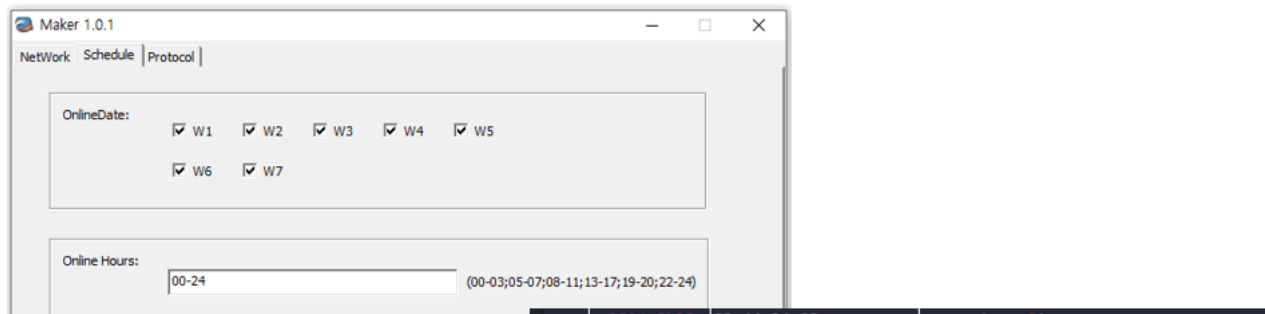 Maker 1.0.1
NetWork Schedule Protocol
OnlineDate:
W1 W2 W3 W4 W5
W6 W7
Online Hours:
00-24 (00-03;05-07;08-11;13-17;19-20;22-24)